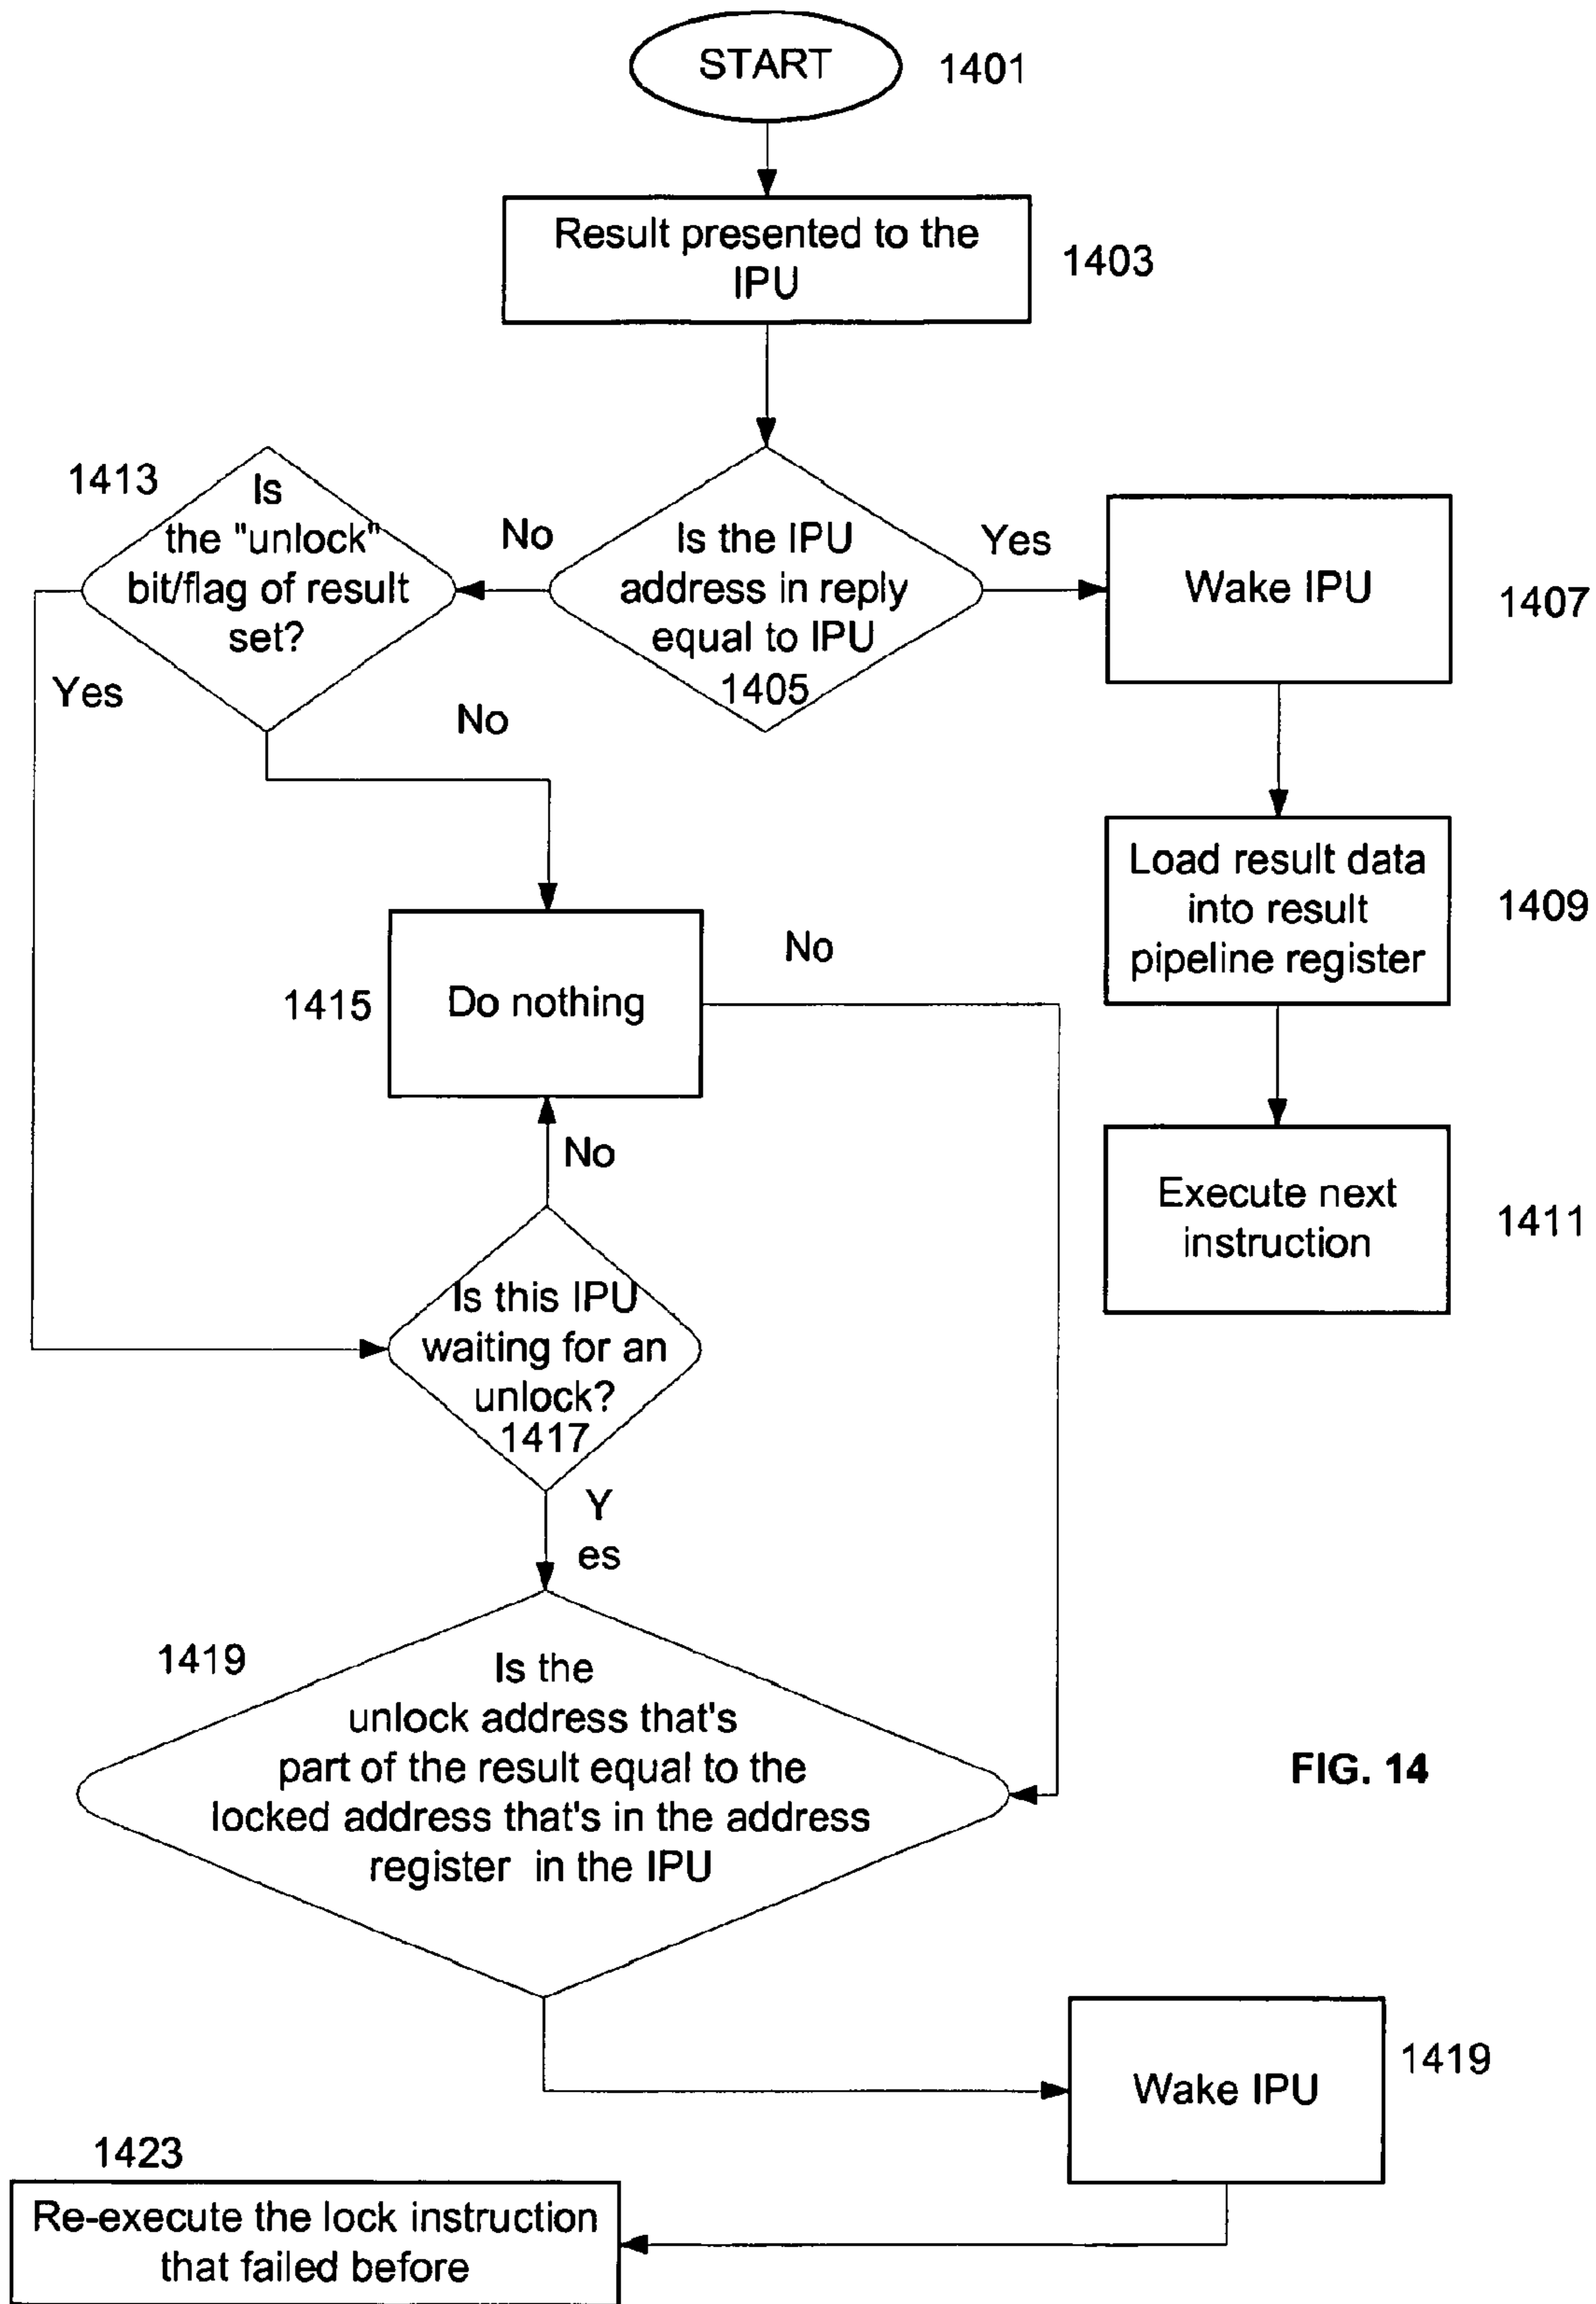 START
1401
Result presented to the
IPU
1403
1413
Is
the "unlock"
bit/flag of result
set?
No
Is the IPU
address in reply
equal to IPU
1405
Yes
Wake IPU
1407
Yes
No
Load result data
into result
pipeline register
1409
Do nothing
1415
No
Execute next
instruction
1411
No
Is this IPU
waiting for an
unlock?
1417
Y
es
1419
Is the
unlock address that's
part of the result equal to the
locked address that's in the address
register in the IPU
FIG. 14
Wake IPU
1419
1423
Re-execute the lock instruction
that failed before